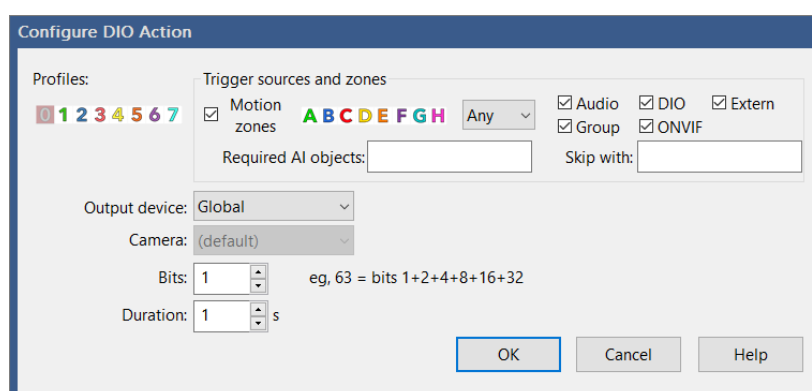 Configure DIO Action
Profiles:
0 1 2 3 4 5 6 7
Trigger sources and zones
Motion zones
A B C D E F G H
Any
Audio
DIO
Extern
Group
ONVIF
Required AI objects:
Skip with:
Output device: Global
Camera: (default)
Bits: 1 eg, 63 = bits 1+2+4+8+16+32
Duration: 1 s
OK Cancel Help